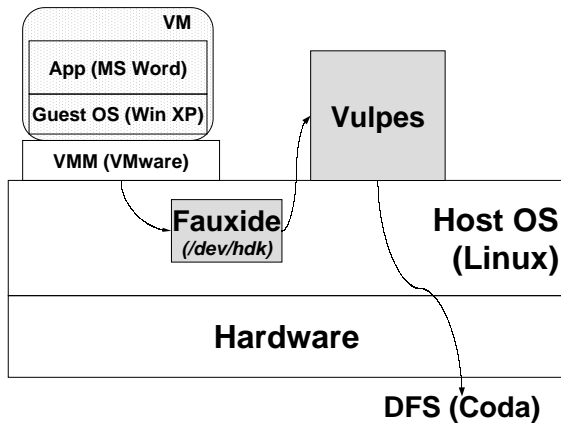 VM
App (MS Word)
Guest OS (Win XP)
VMM (VMware)
Vulpes
Fauxide
(/dev/hdk)
Host OS
(Linux)
Hardware
DFS (Coda)